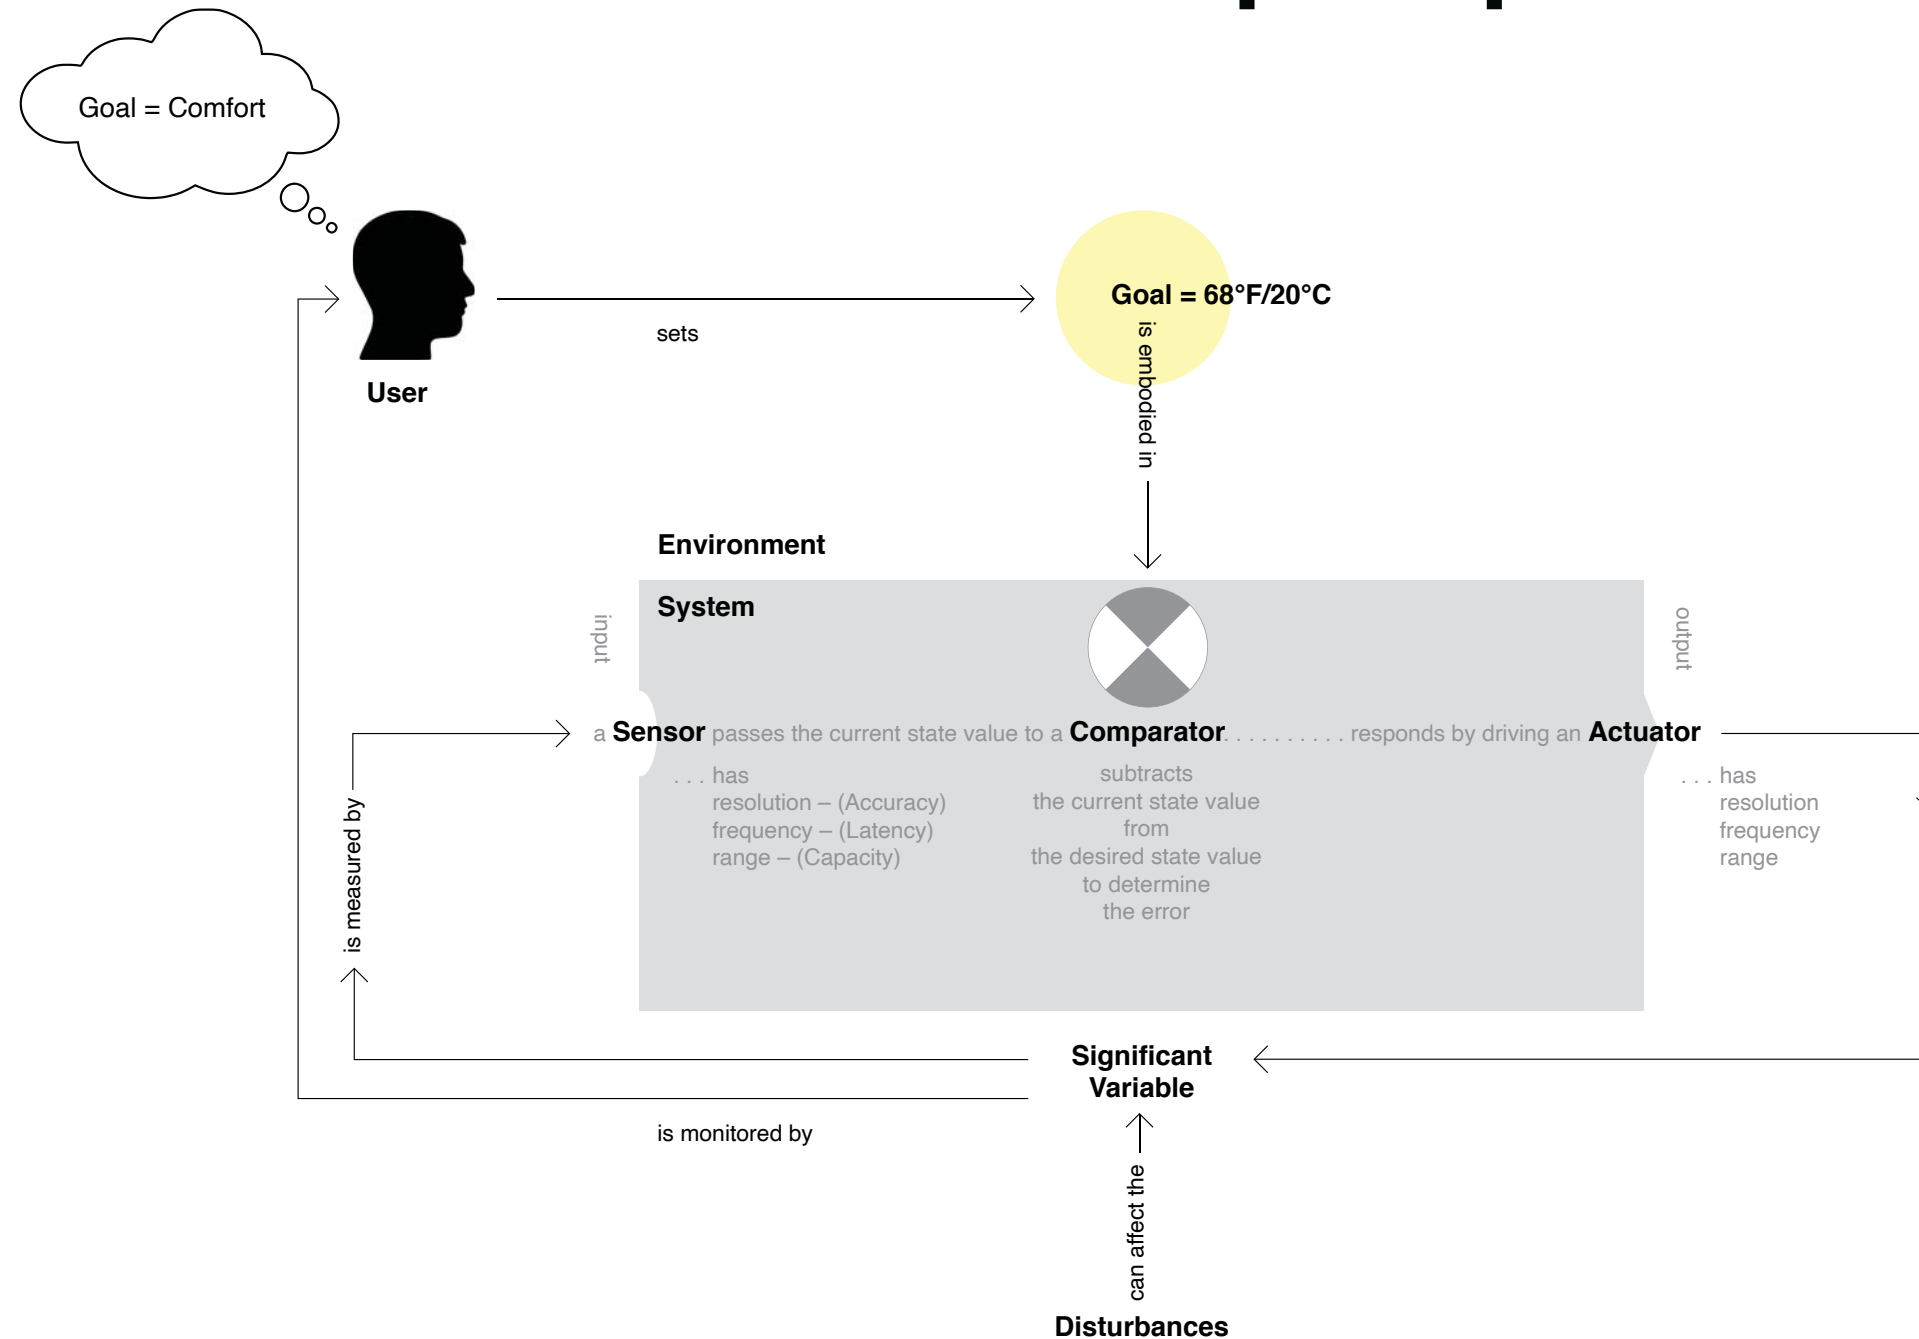 Goal = Comfort
Goal = 68°F/20°C
sets
is embodied in
User
Environment
System
input
output
a Sensor passes the current state value to a Comparator. . . . . . . . . . responds by driving an Actuator
. . . has
resolution – (Accuracy)
frequency – (Latency)
range – (Capacity)
subtracts
the current state value
from
the desired state value
to determine
the error
. . . has
resolution
frequency
range
is measured by
Significant
Variable
is monitored by
can affect the
Disturbances